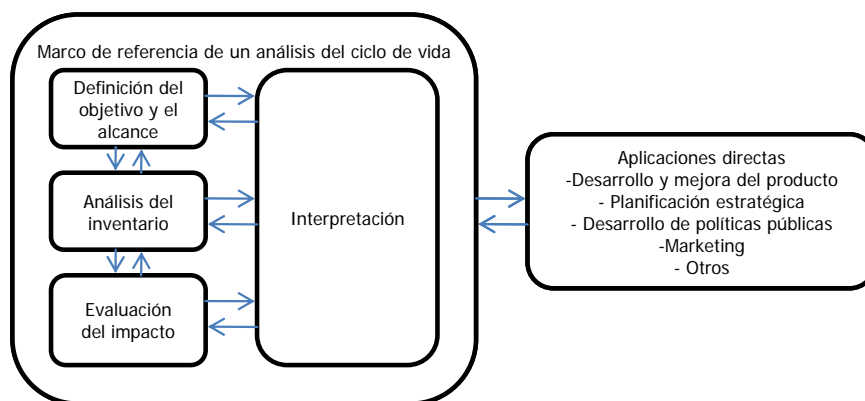 Marco de referencia de un análisis del ciclo de vida
Definición del
objetivo y el
alcance
Análisis del
inventario
Evaluación
del impacto
Interpretación
Aplicaciones directas
-Desarrollo y mejora del producto
- Planificación estratégica
- Desarrollo de políticas públicas
-Marketing
- Otros